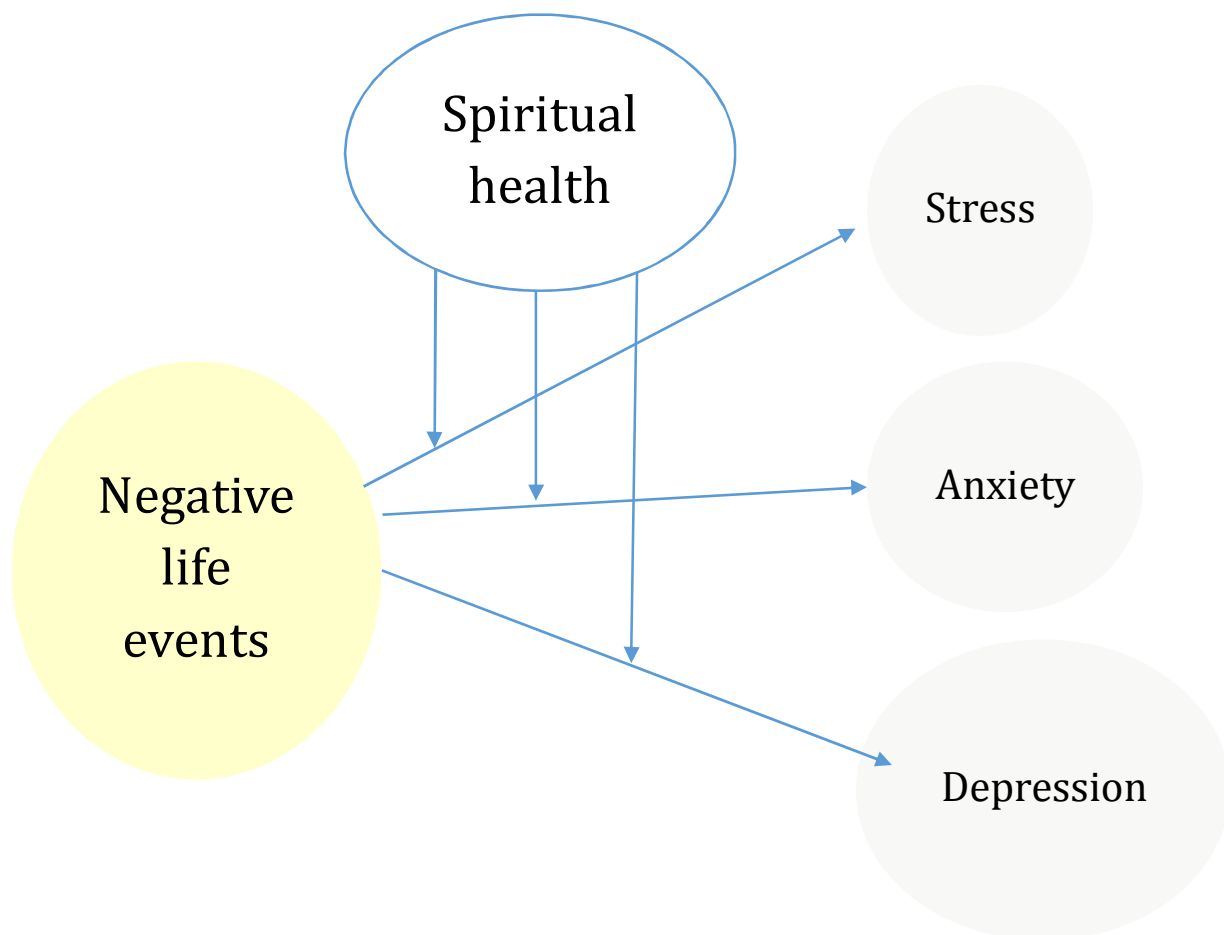 Spiritual
health
Stress
Negative
life
events
Anxiety
Depression